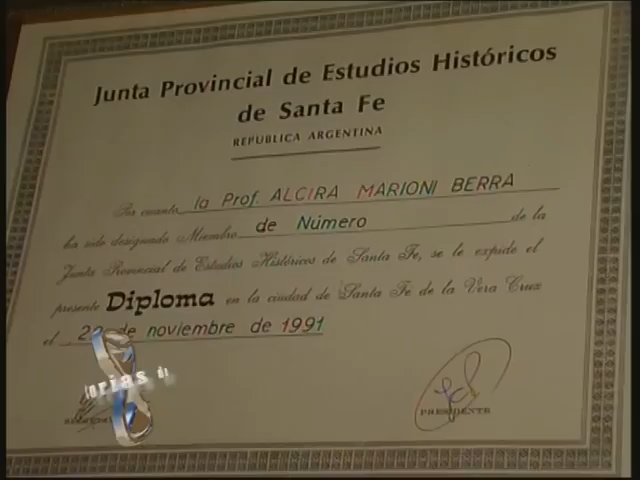 Junta Provincial de Estudios Históricos
de Santa Fe
REPUBLICA ARGENTINA
Por cuanto la Prof. ALCIRA MARIONI BERRA
ha sido designado Miembro de Número de la
Junta Provincial de Estudios Históricos de Santa Fe, se le expide el
presente Diploma en la ciudad de Santa Fe de la Vera Cruz
el de noviembre de 1991
PRESIDENTE